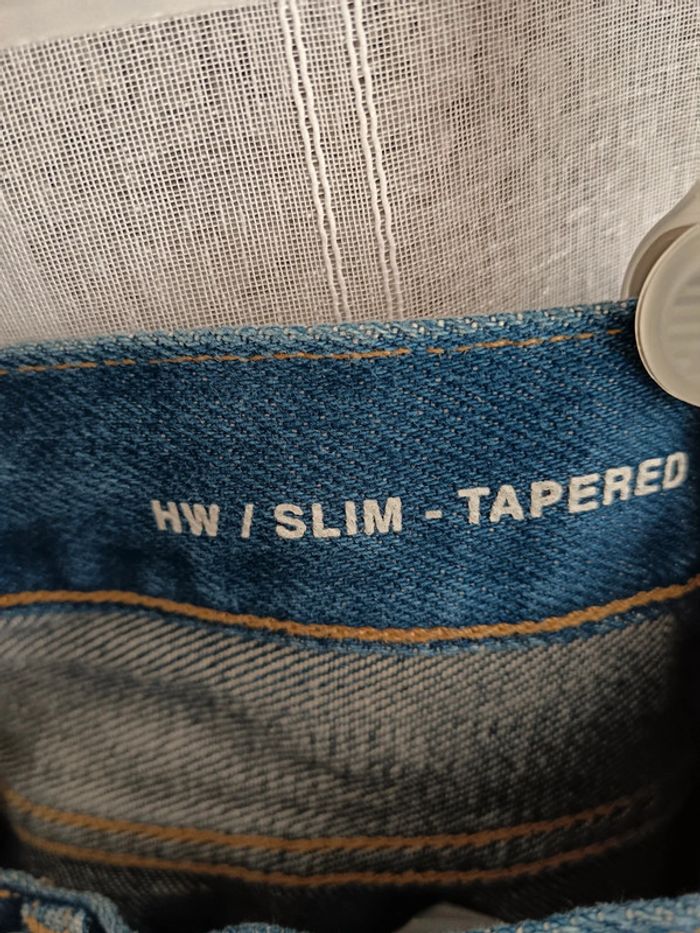 HW / SLIM - TAPERED